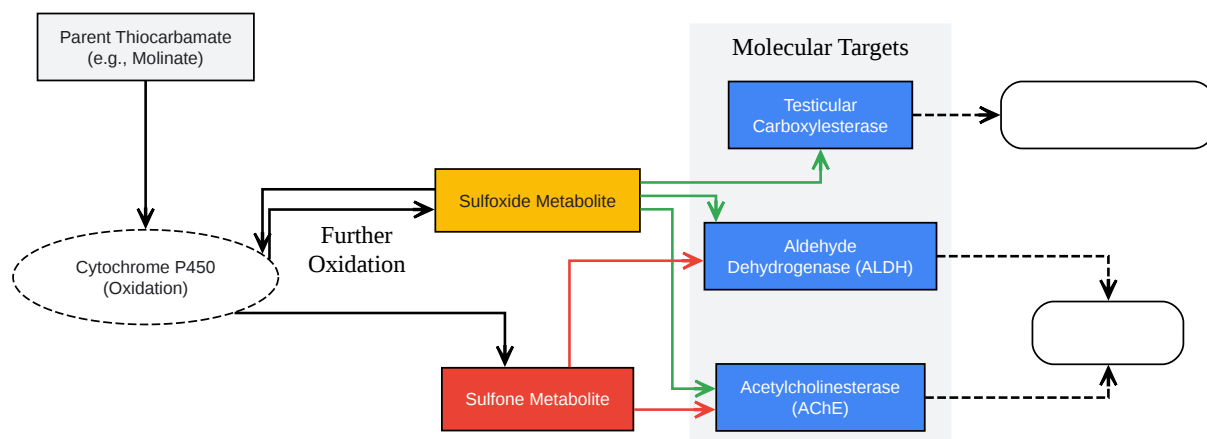 Parent Thiocarbamate
(e.g., Molinate)
Molecular Targets
Testicular
Carboxylesterase
Sulfoxide Metabolite
Further
Oxidation
Cytochrome P450
(Oxidation)
Aldehyde
Dehydrogenase (ALDH)
Sulfone Metabolite
Acetylcholinesterase
(AChE)